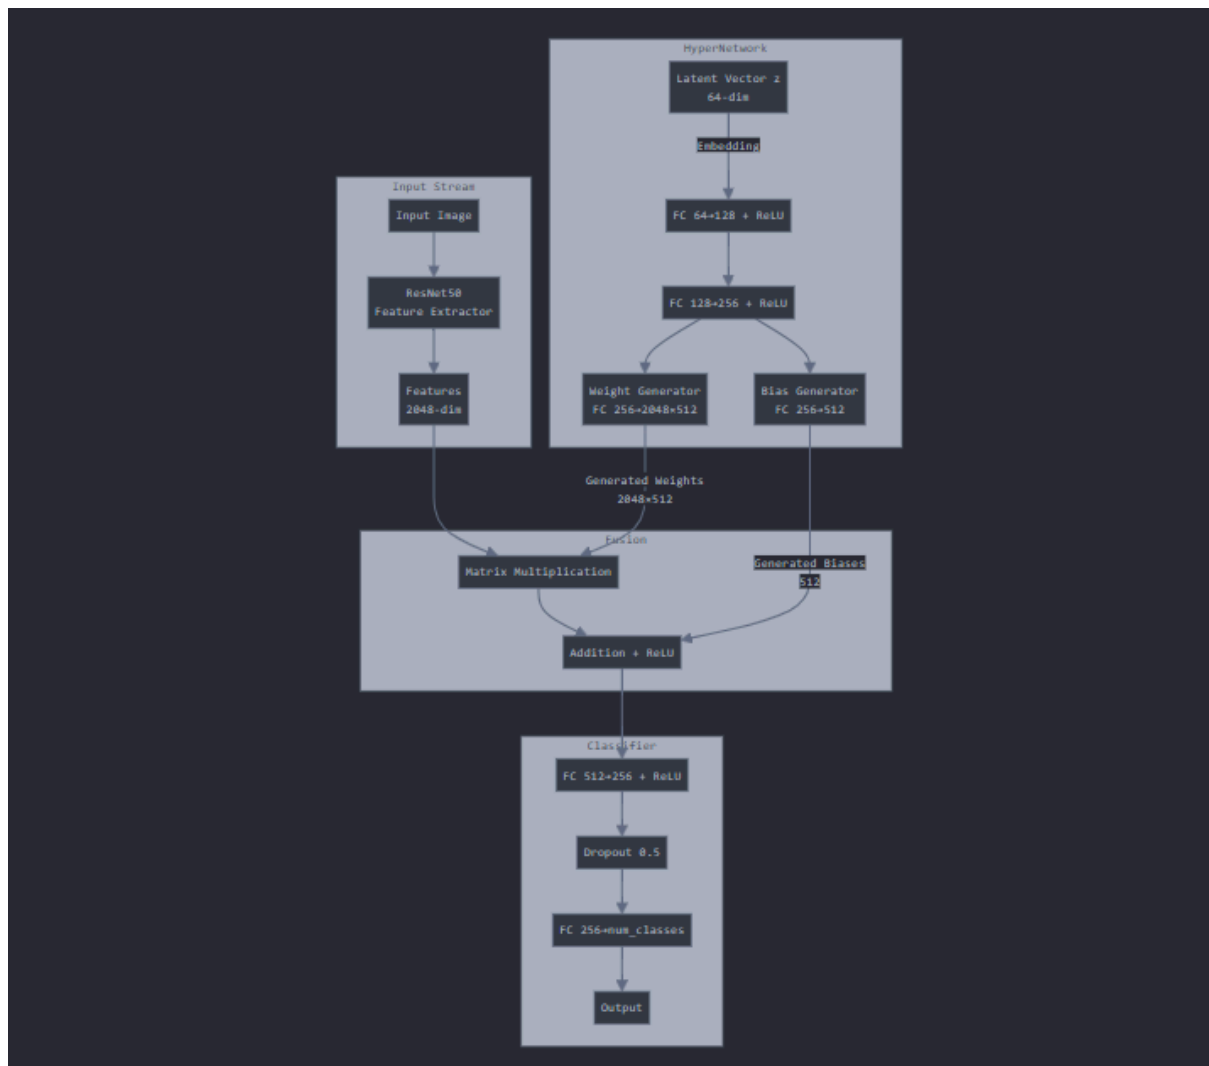 HyperNetwork
Latent Vector z
64-dim
Embedding
FC 64→128 + ReLU
FC 128→256 + ReLU
Weight Generator
FC 256→2048×512
Bias Generator
FC 256→512
Input Stream
Input Image
ResNet50
Feature Extractor
Features
2048-dim
Generated Weights
2048×512
Fusion
Matrix Multiplication
Generated Biases
512
Addition + ReLU
Classifier
FC 512→256 + ReLU
Dropout 0.5
FC 256→num_classes
Output